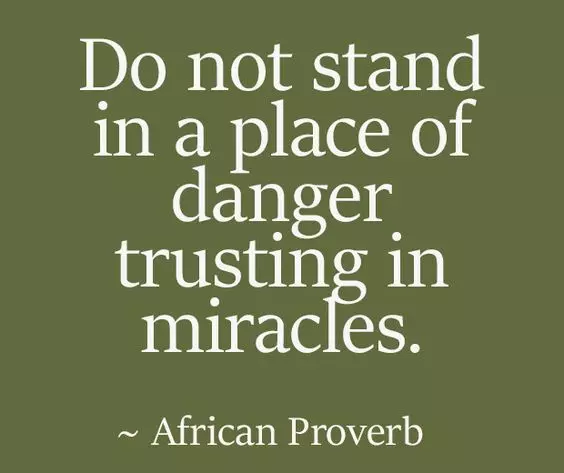 Do not stand
in a place of
danger
trusting in
miracles.
~ African Proverb